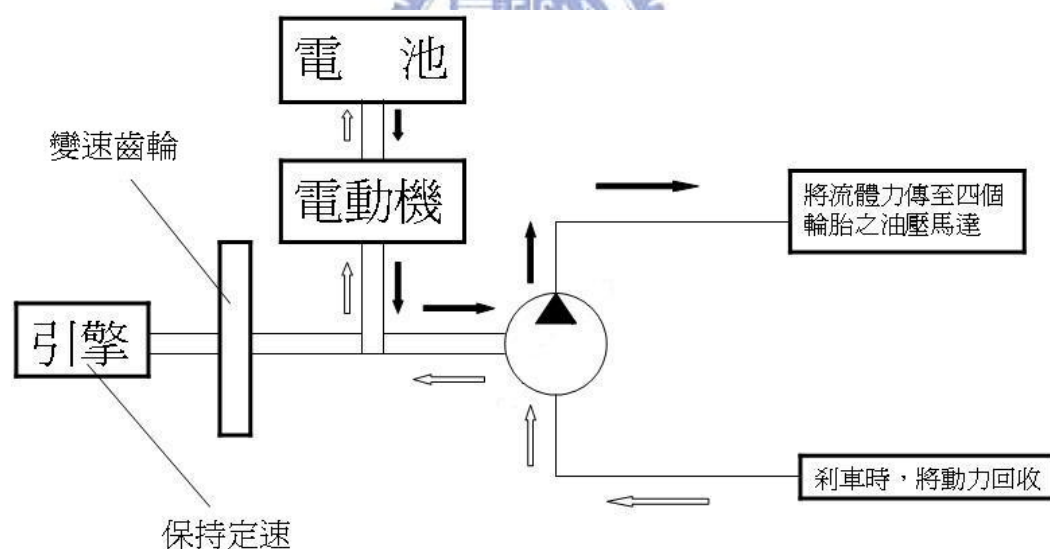 電 池
變速齒輪
電動機
將流體力傳至四個
輪胎之油壓馬達
引擎
剎車時，將動力回收
保持定速